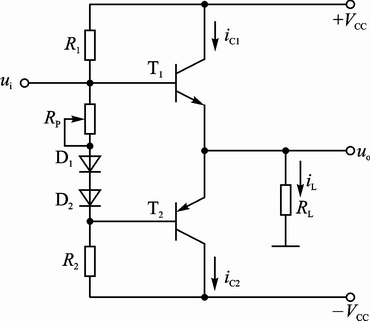 +V_CC
R_1
i_C1
T_1
u_i
R_P
D_1
u_o
i_L
D_2
T_2
R_L
R_2
i_C2
−V_CC